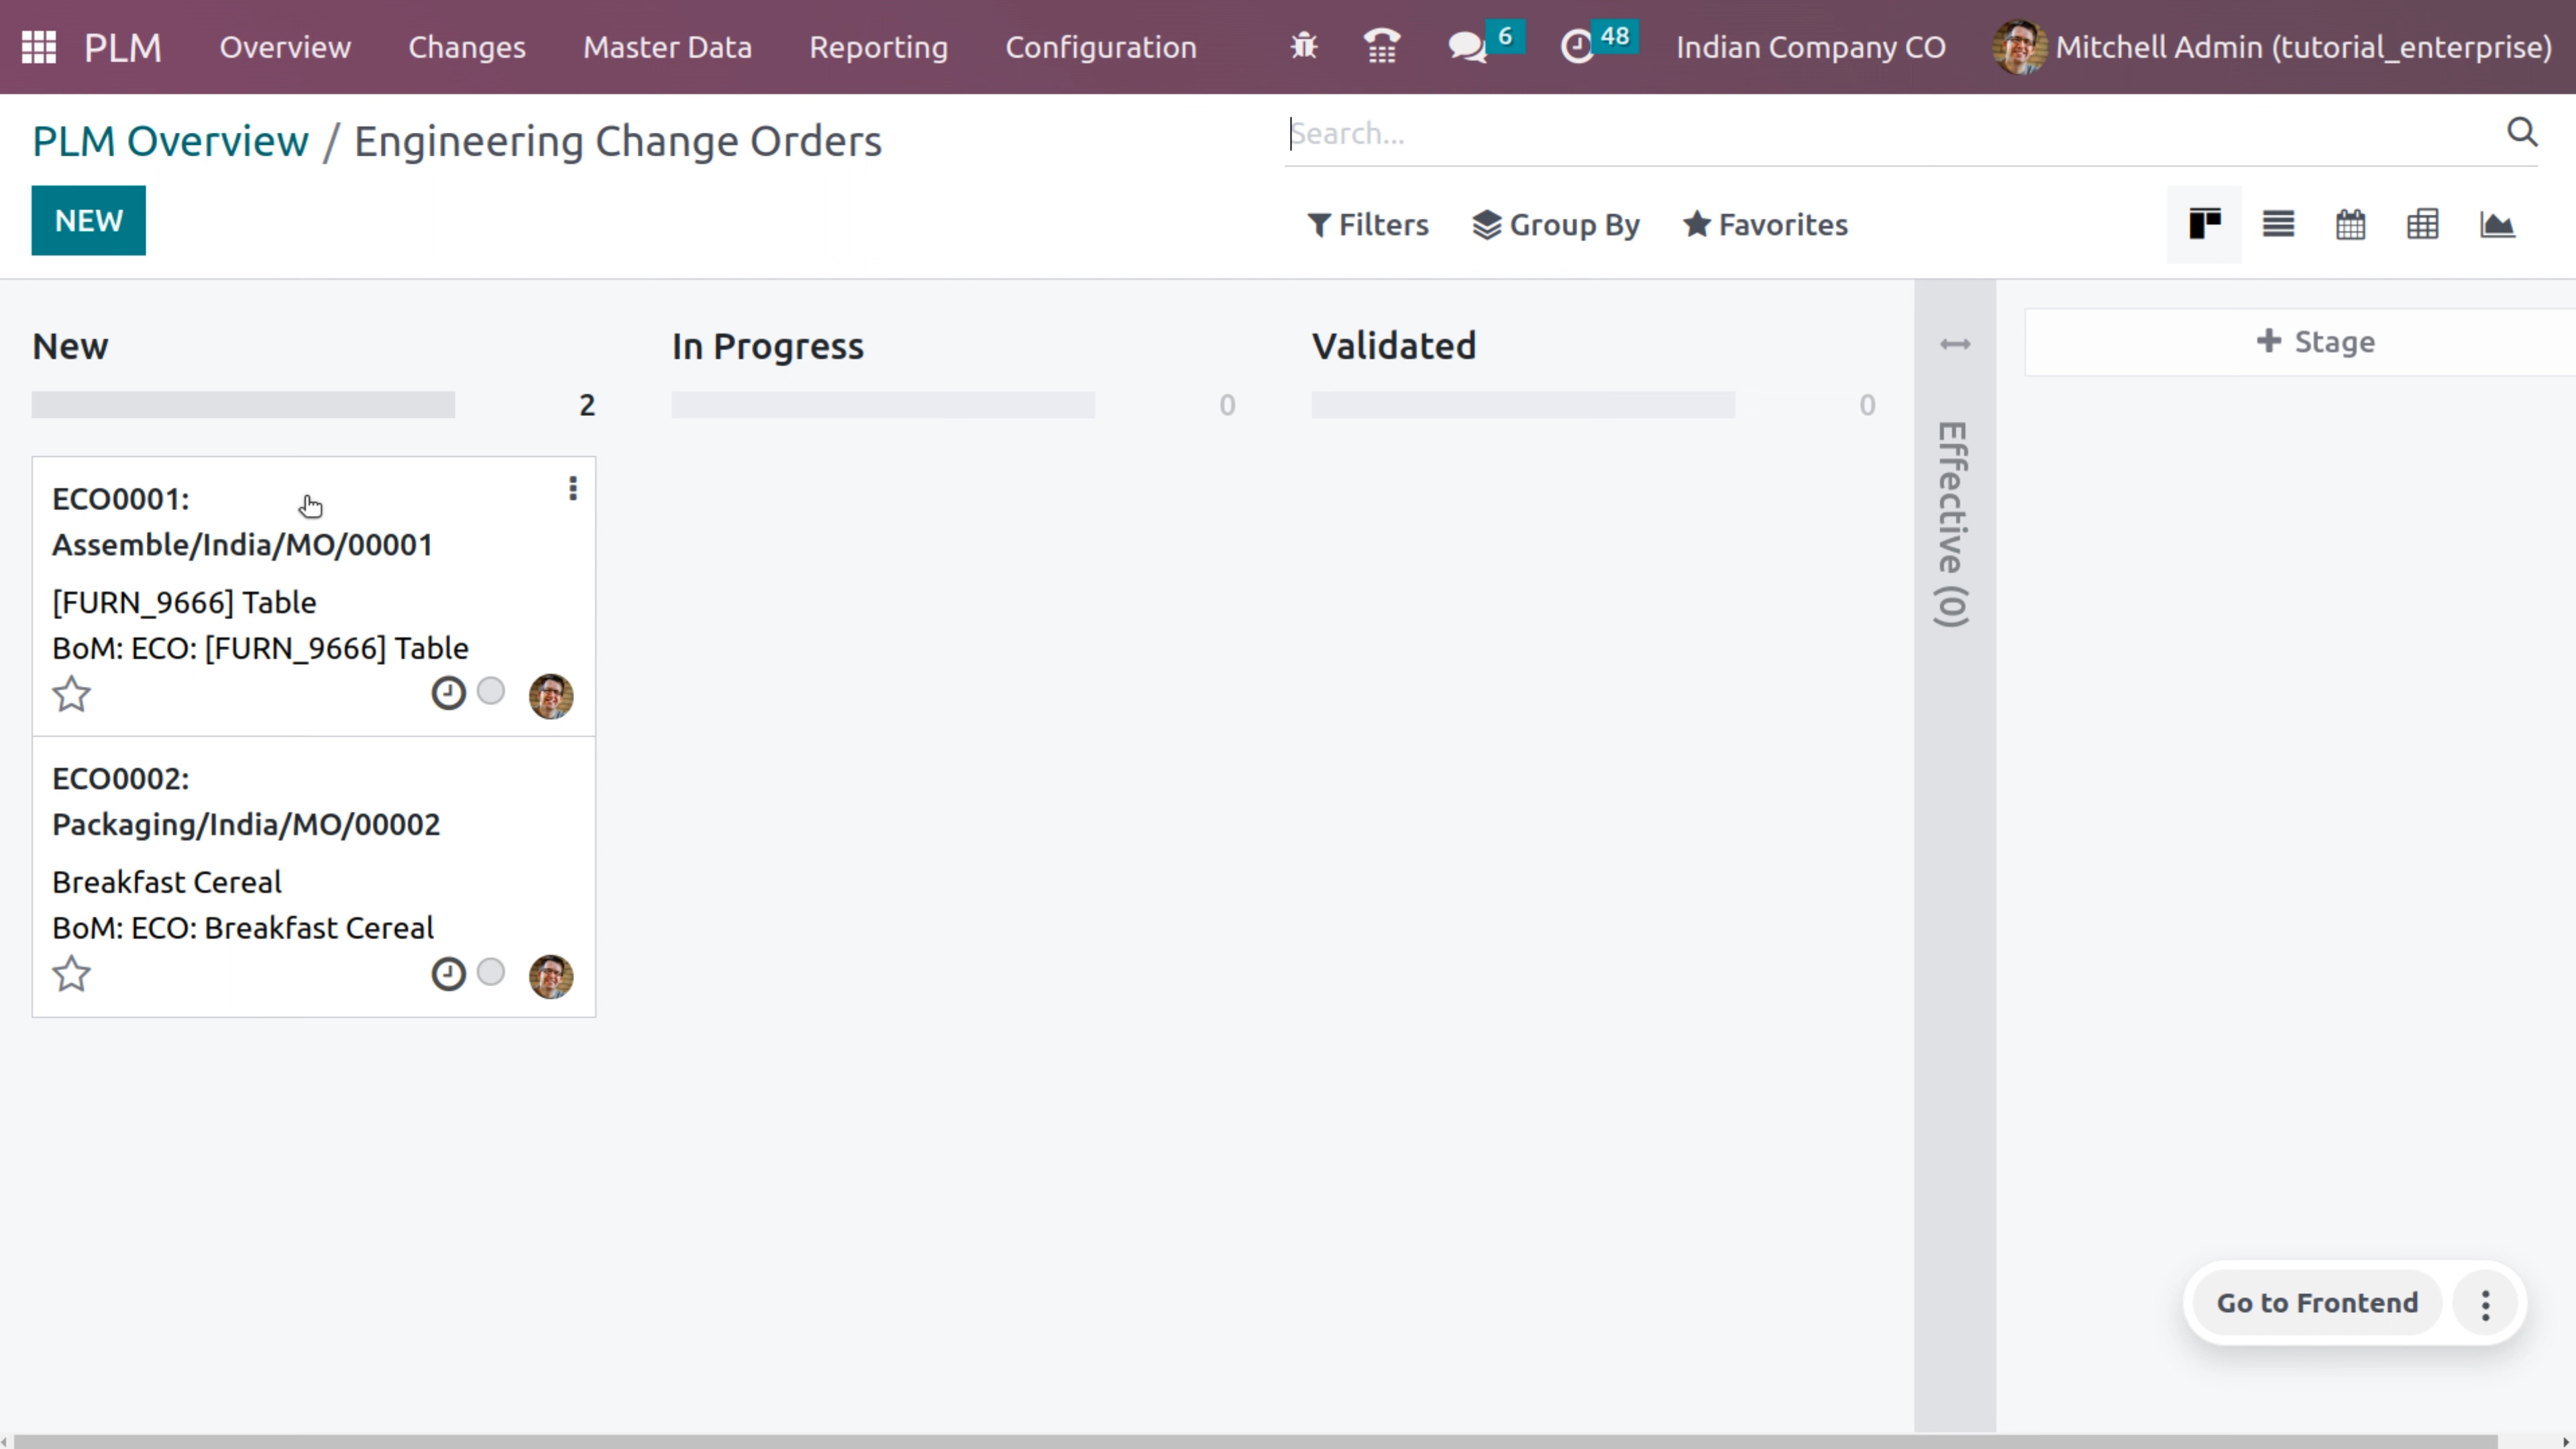 PLM Overview Changes Master Data Reporting Configuration 6 48 Indian Company CO Mitchell Admin (tutorial_enterprise)
PLM Overview / Engineering Change Orders
Search...
NEW
Filters Group By Favorites
New
2
In Progress
0
Validated
0
Effective (0)
+ Stage
ECO0001:
Assemble/India/MO/00001
[FURN_9666] Table
BoM: ECO: [FURN_9666] Table
ECO0002:
Packaging/India/MO/00002
Breakfast Cereal
BoM: ECO: Breakfast Cereal
Go to Frontend